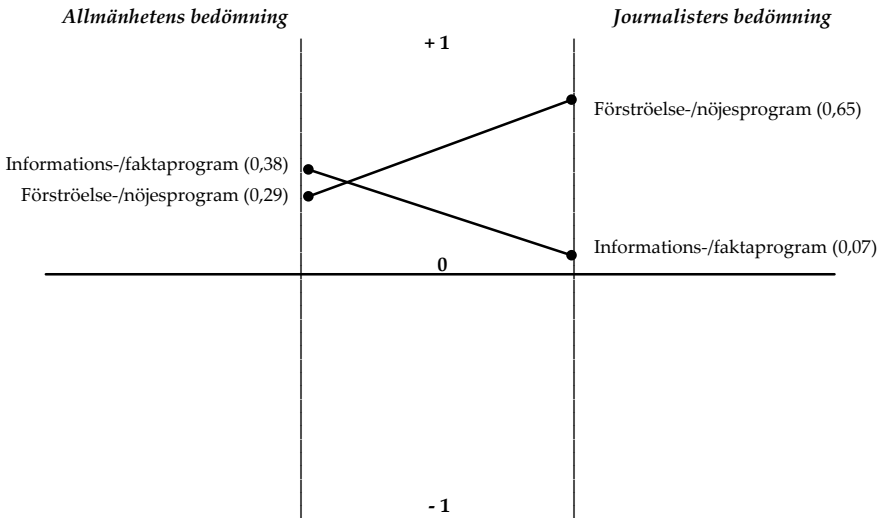 Allmänhetens bedömning
Journalisters bedömning
+ 1
Förströelse-/nöjesprogram (0,65)
Informations-/faktaprogram (0,38)
Förströelse-/nöjesprogram (0,29)
Informations-/faktaprogram (0,07)
0
- 1